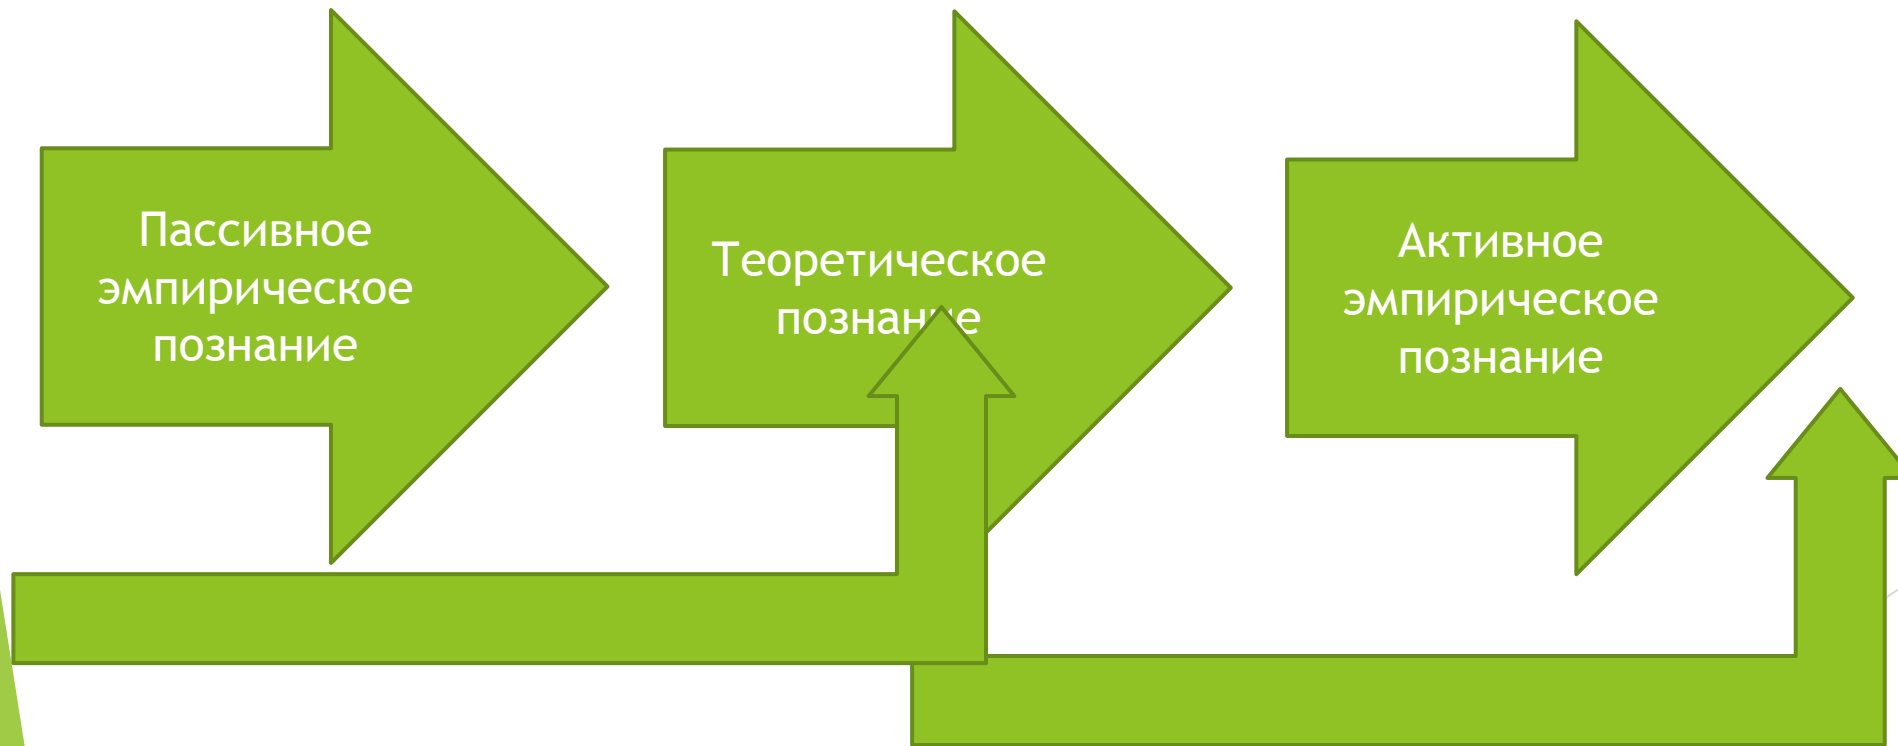 Пассивное
эмпирическое
познание
Теоретическое
познание
Активное
эмпирическое
познание